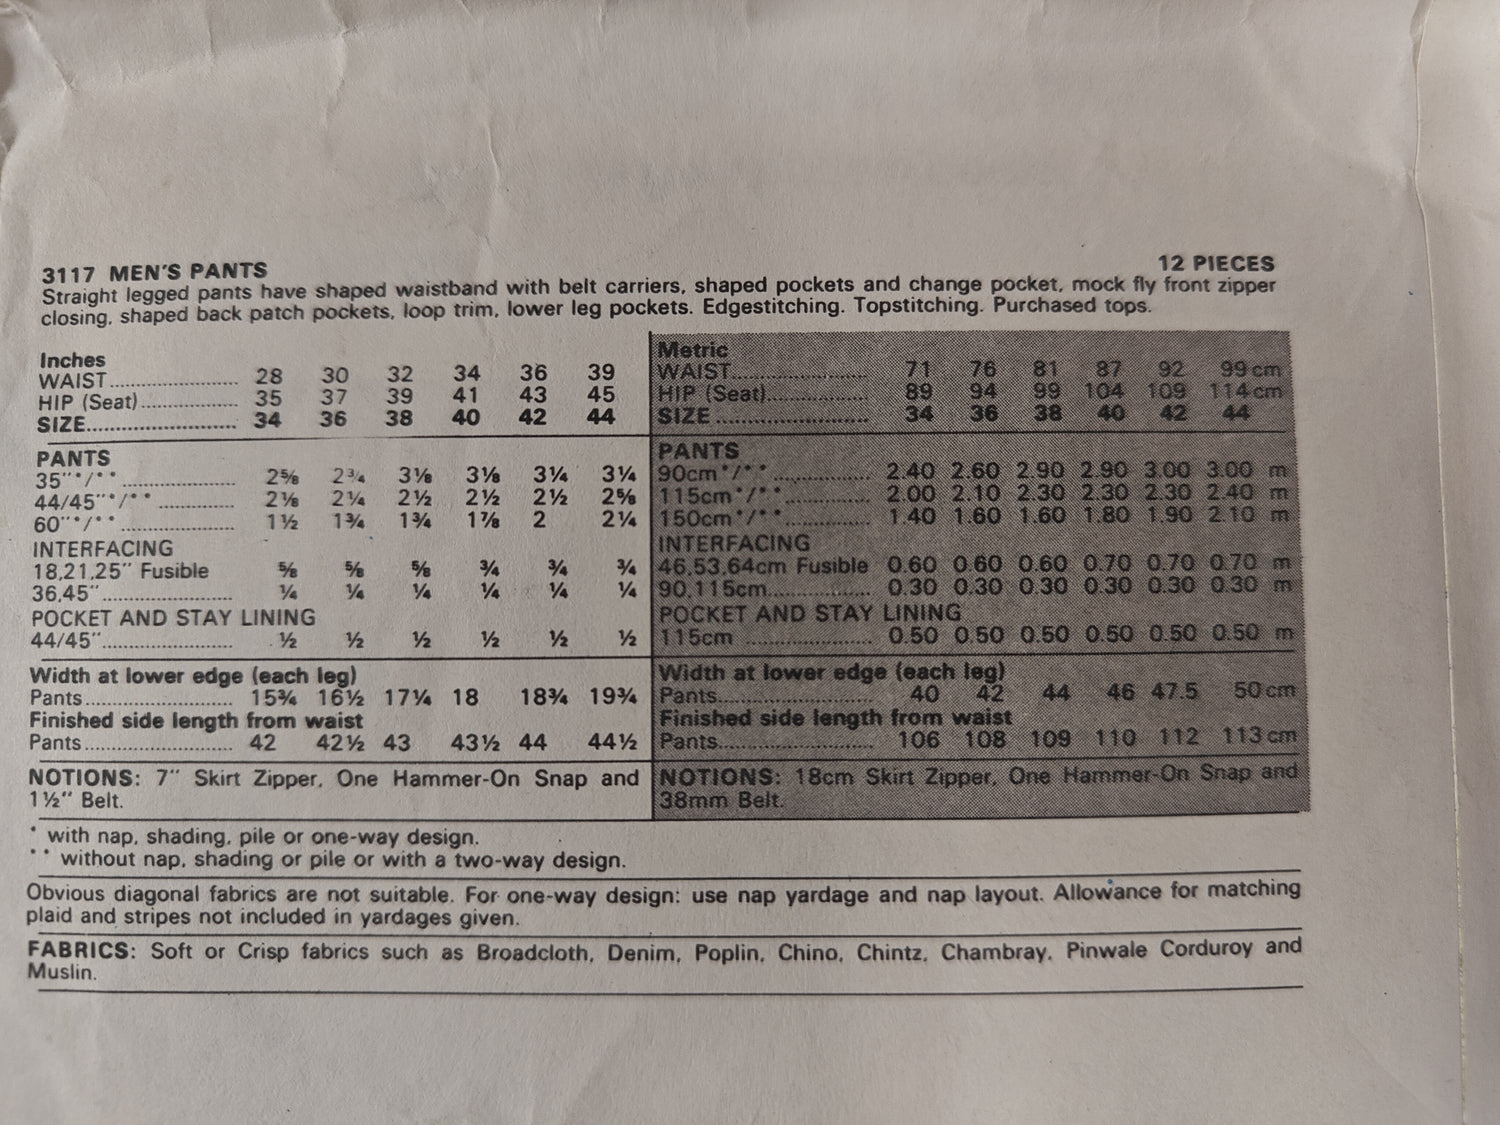 3117 MEN'S PANTS 12 PIECES
Straight legged pants have shaped waistband with belt carriers, shaped pockets and change pocket, mock fly front zipper
closing, shaped back patch pockets, loop trim, lower leg pockets. Edgestitching. Topstitching. Purchased tops.
Inches
WAIST........................ 28 30 32 34 36 39
HIP (Seat)................... 35 37 39 41 43 45
SIZE............................ 34 36 38 40 42 44
PANTS
35"*/**...................... 2⅝ 2¾ 3⅛ 3⅛ 3¼ 3¼
44/45"*/** .............. 2⅛ 2¼ 2½ 2½ 2½ 2⅝
60"*/**...................... 1½ 1¾ 1¾ 1⅞ 2 2¼
INTERFACING
18,21,25" Fusible ⅝ ⅝ ⅝ ¾ ¾ ¾
36,45"........................ ¼ ¼ ¼ ¼ ¼ ¼
POCKET AND STAY LINING
44/45"........................ ½ ½ ½ ½ ½ ½
Width at lower edge (each leg)
Pants........................... 15¾ 16½ 17¼ 18 18¾ 19¾
Finished side length from waist
Pants........................... 42 42½ 43 43½ 44 44½
NOTIONS: 7" Skirt Zipper, One Hammer-On Snap and
1½" Belt.
Metric
WAIST......................... 71 76 81 87 92 99 cm
HIP (Seat)................... 89 94 99 104 109 114 cm
SIZE ............................ 34 36 38 40 42 44
PANTS
90cm*/** .................. 2.40 2.60 2.90 2.90 3.00 3.00 m
115cm*/**................ 2.00 2.10 2.30 2.30 2.30 2.40 m
150cm*/**................ 1.40 1.60 1.60 1.80 1.90 2.10 m
INTERFACING
46,53,64cm Fusible 0.60 0.60 0.60 0.70 0.70 0.70 m
90,115cm................... 0.30 0.30 0.30 0.30 0.30 0.30 m
POCKET AND STAY LINING
115cm ........................ 0.50 0.50 0.50 0.50 0.50 0.50 m
Width at lower edge (each leg)
Pants............................ 40 42 44 46 47.5 50 cm
Finished side length from waist
Pants............................ 106 108 109 110 112 113 cm
NOTIONS: 18cm Skirt Zipper, One Hammer-On Snap and
38mm Belt.
* with nap, shading, pile or one-way design.
** without nap, shading or pile or with a two-way design.
Obvious diagonal fabrics are not suitable. For one-way design: use nap yardage and nap layout. Allowance for matching
plaid and stripes not included in yardages given.
FABRICS: Soft or Crisp fabrics such as Broadcloth, Denim, Poplin, Chino, Chintz, Chambray, Pinwale Corduroy and
Muslin.